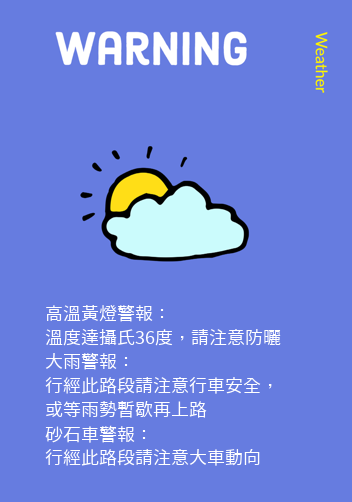 WARNING
Weather
高溫黃燈警報：
溫度達攝氏36度，請注意防曬
大雨警報：
行經此路段請注意行車安全，
或等雨勢暫歇再上路
砂石車警報：
行經此路段請注意大車動向